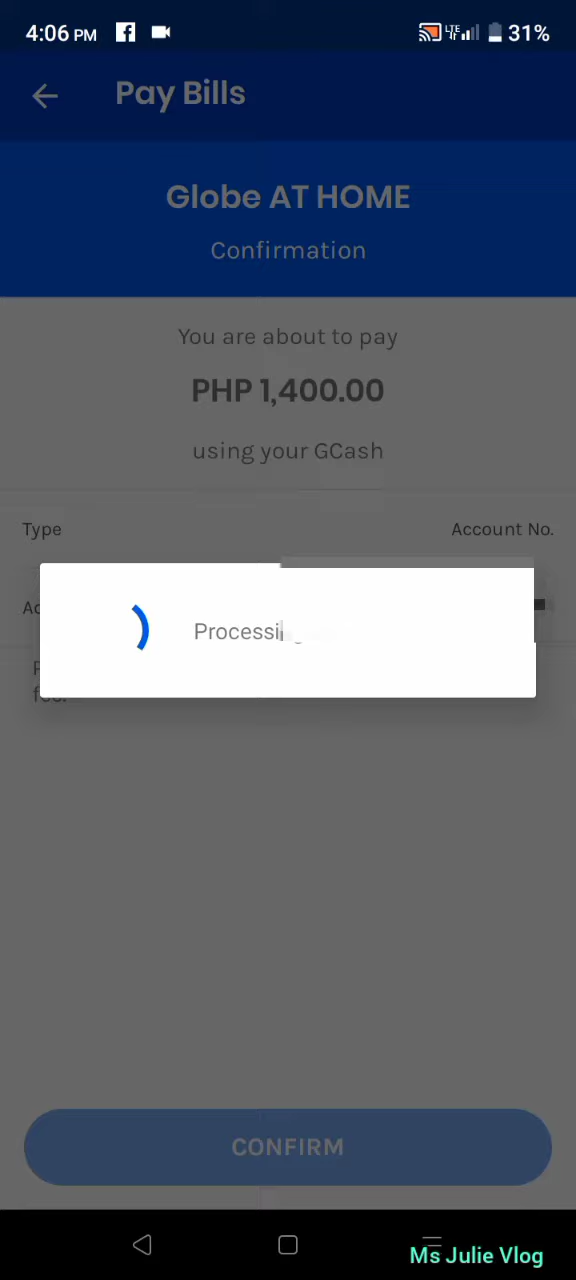 4:06 PM
LTE
31%
Pay Bills
Globe AT HOME
Confirmation
You are about to pay
PHP 1,400.00
using your GCash
Type
Account No.
Processi
CONFIRM
Ms Julie Vlog